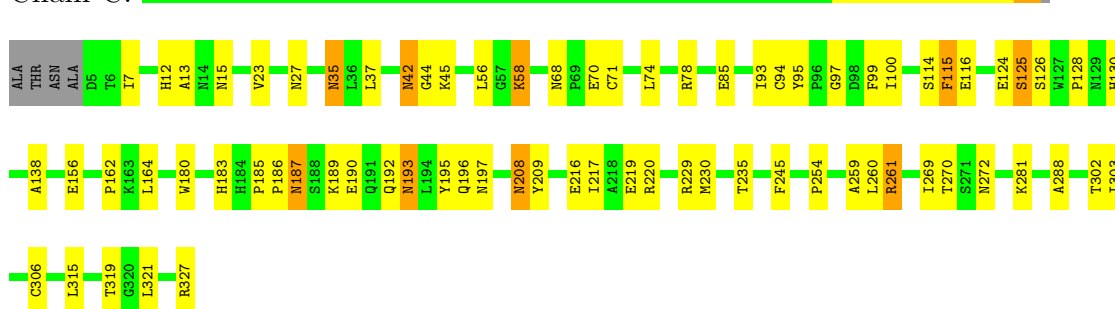 ALA THR ASN ALA D5 T6 I7 H12 A13 N14 N15 V23 N27 N35 L36 L37 N42 G44 K45 L56 G57 K58 N68 P69 E70 C71 L74 R78 E85 I93 C94 Y95 P96 G97 D98 F99 I100 S114 F115 E116 E124 S125 S126 W127 P128 N129 H130
A138 E156 P162 K163 L164 W180 H183 H184 P185 P186 N187 S188 K189 E190 Q191 Q192 N193 L194 Y195 Q196 N197 N208 Y209 E216 I217 A218 E219 R220 R229 M230 T235 F245 P254 A259 L260 R261 I269 T270 S271 N272 K281 A288 T302
C306 L315 T319 G320 L321 R327